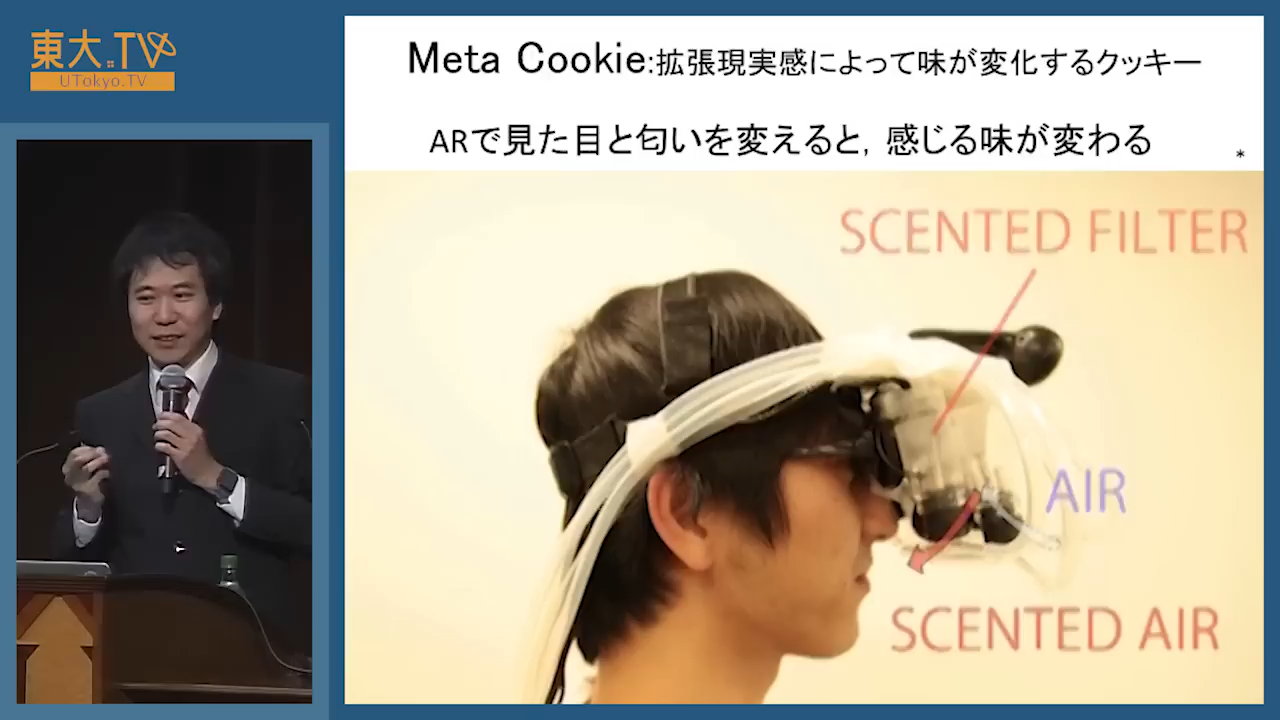 東大.TV
UTokyo.TV
Meta Cookie:拡張現実感によって味が変化するクッキー
ARで見た目と匂いを変えると，感じる味が変わる
*
SCENTED FILTER
AIR
SCENTED AIR